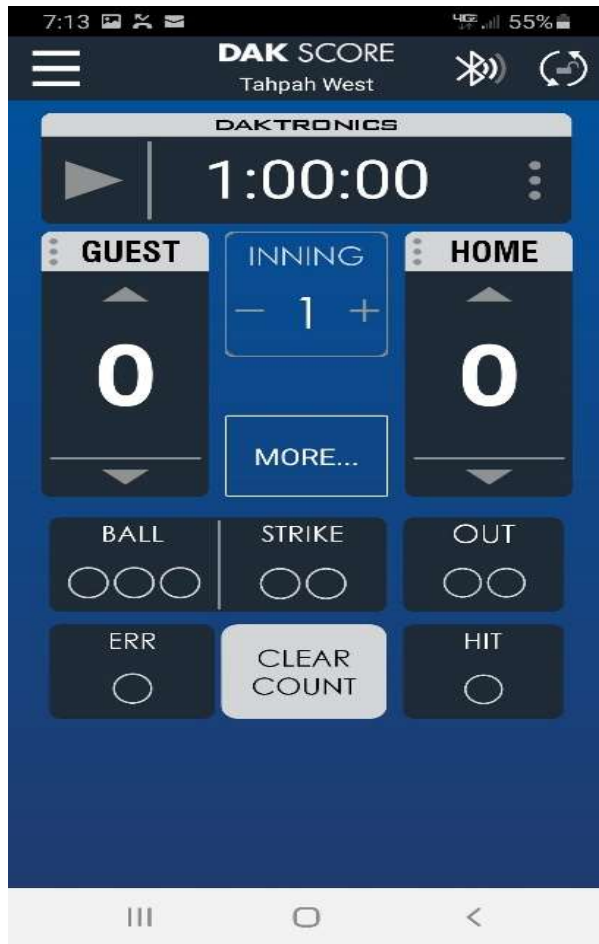 7:13
4G 55%
DAK SCORE
Tahpah West
DAKTRONICS
1:00:00
GUEST
INNING
HOME
0
- 1 +
0
MORE...
BALL
STRIKE
OUT
ERR
CLEAR
COUNT
HIT